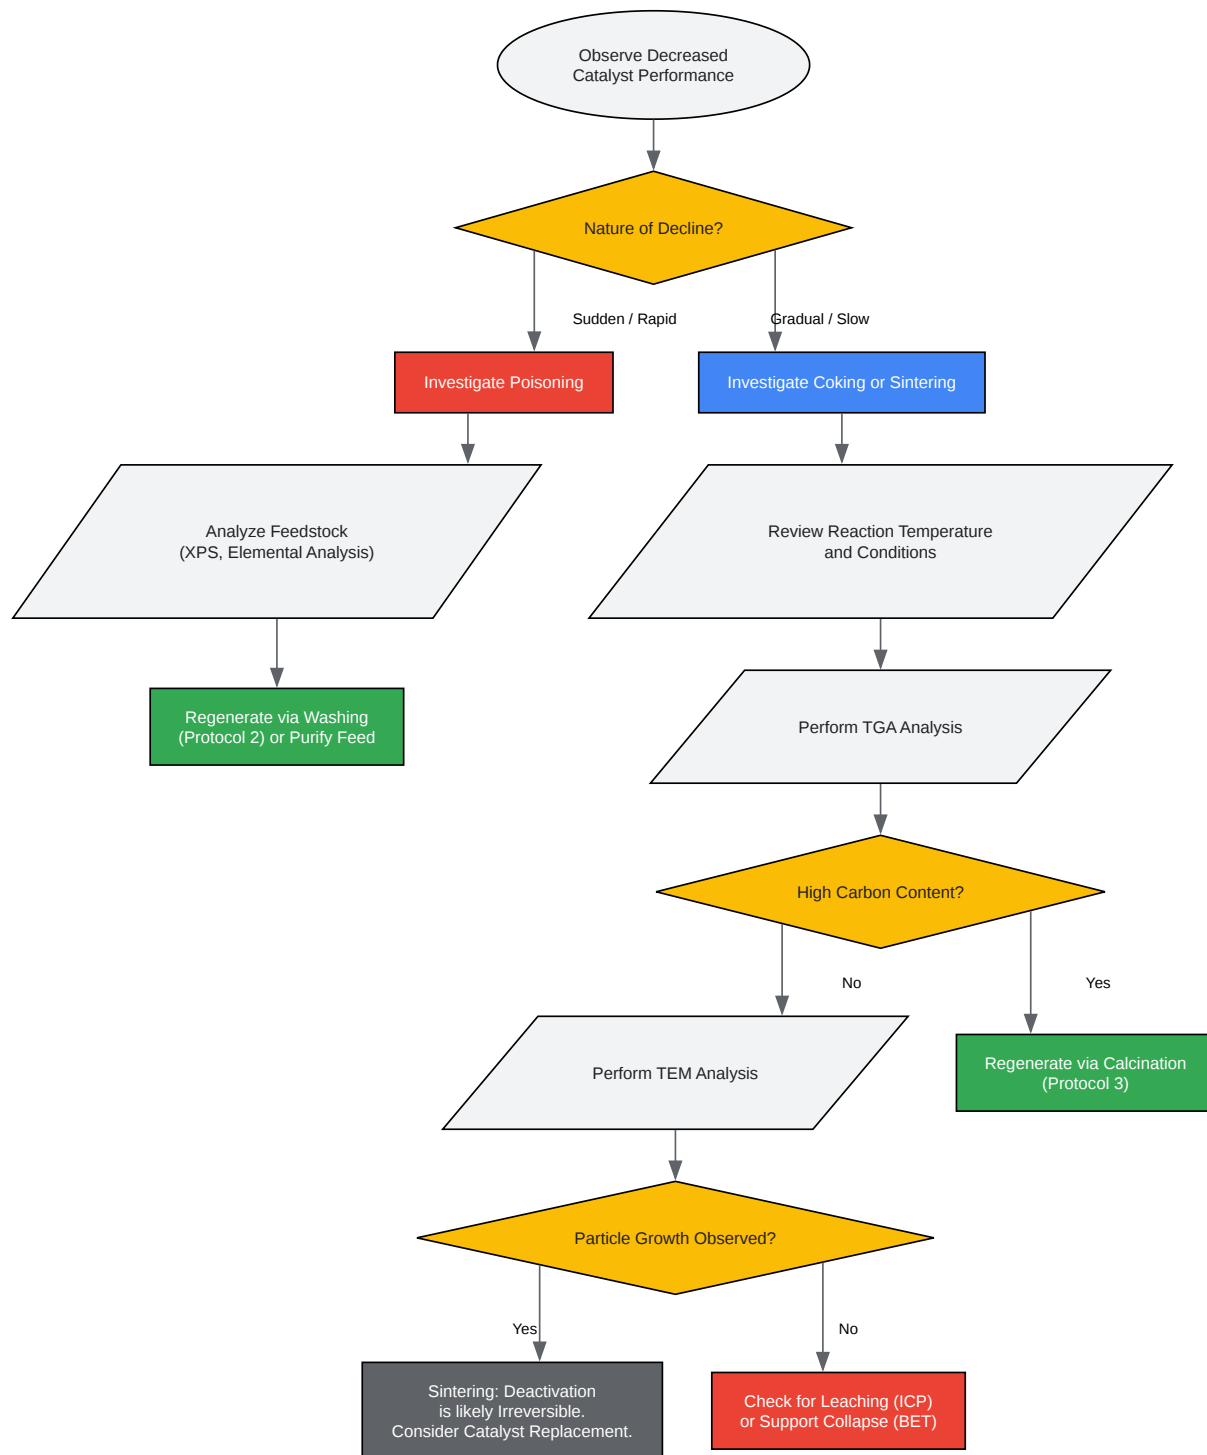 Observe Decreased
Catalyst Performance
Nature of Decline?
Sudden / Rapid
Gradual / Slow
Investigate Poisoning
Investigate Coking or Sintering
Analyze Feedstock
(XPS, Elemental Analysis)
Review Reaction Temperature
and Conditions
Regenerate via Washing
(Protocol 2) or Purify Feed
Perform TGA Analysis
High Carbon Content?
No
Yes
Perform TEM Analysis
Regenerate via Calcination
(Protocol 3)
Particle Growth Observed?
Yes
No
Sintering: Deactivation
is likely Irreversible.
Consider Catalyst Replacement.
Check for Leaching (ICP)
or Support Collapse (BET)